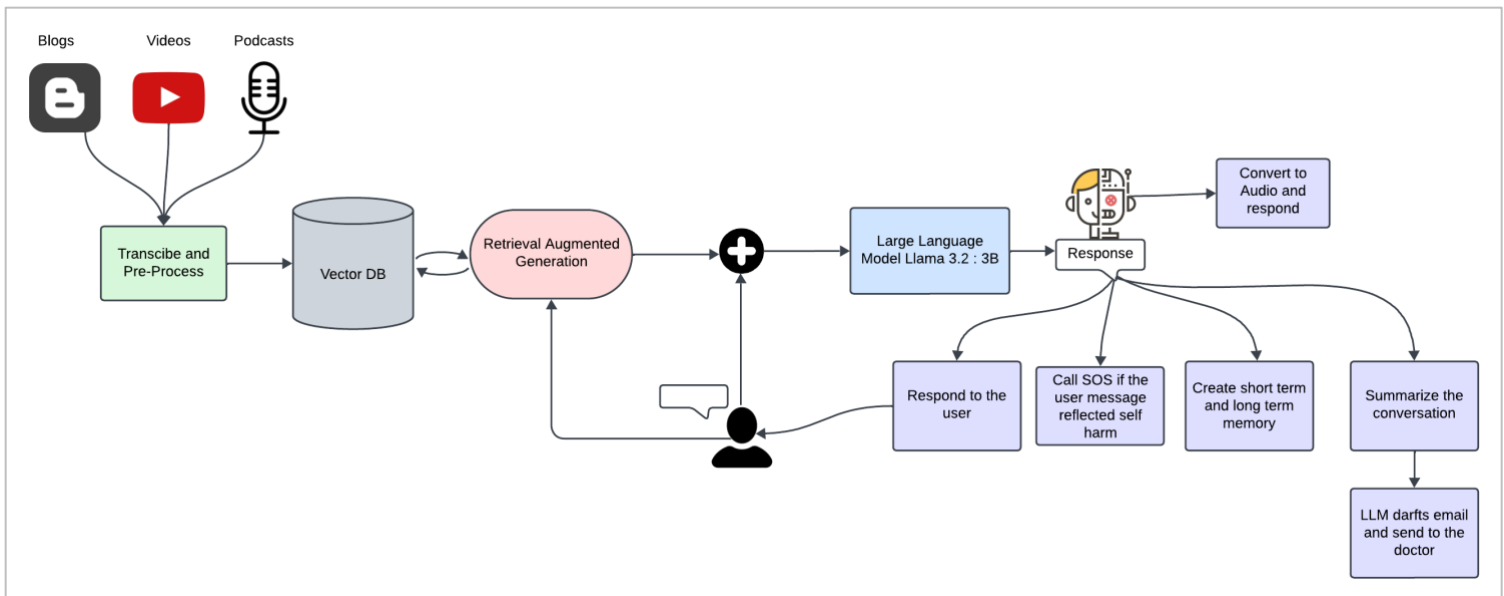 Blogs
Videos
Podcasts
Transcibe and
Pre-Process
Vector DB
Retrieval Augmented
Generation
Large Language
Model Llama 3.2 : 3B
Response
Convert to
Audio and
respond
Respond to the
user
Call SOS if the
user message
reflected self
harm
Create short term
and long term
memory
Summarize the
conversation
LLM darfts email
and send to the
doctor